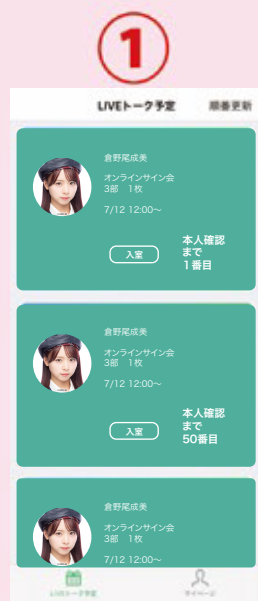 1
LIVEトーク予定 順番更新
倉野尾成美
オンラインサイン会
3部 1枚
7/12 12:00〜
入室
本人確認
まで
1番目
倉野尾成美
オンラインサイン会
3部 1枚
7/12 12:00〜
入室
本人確認
まで
50番目
倉野尾成美
オンラインサイン会
3部 1枚
7/12 12:00〜
LIVEトーク予定 マイページ